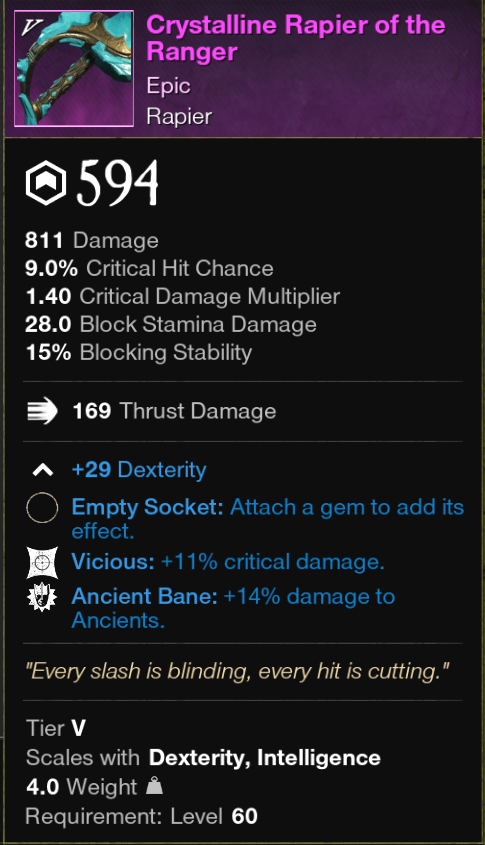 V
Crystalline Rapier of the
Ranger
Epic
Rapier
594
811 Damage
9.0% Critical Hit Chance
1.40 Critical Damage Multiplier
28.0 Block Stamina Damage
15% Blocking Stability
169 Thrust Damage
+29 Dexterity
Empty Socket: Attach a gem to add its
effect.
Vicious: +11% critical damage.
Ancient Bane: +14% damage to
Ancients.
"Every slash is blinding, every hit is cutting."
Tier V
Scales with Dexterity, Intelligence
4.0 Weight
Requirement: Level 60